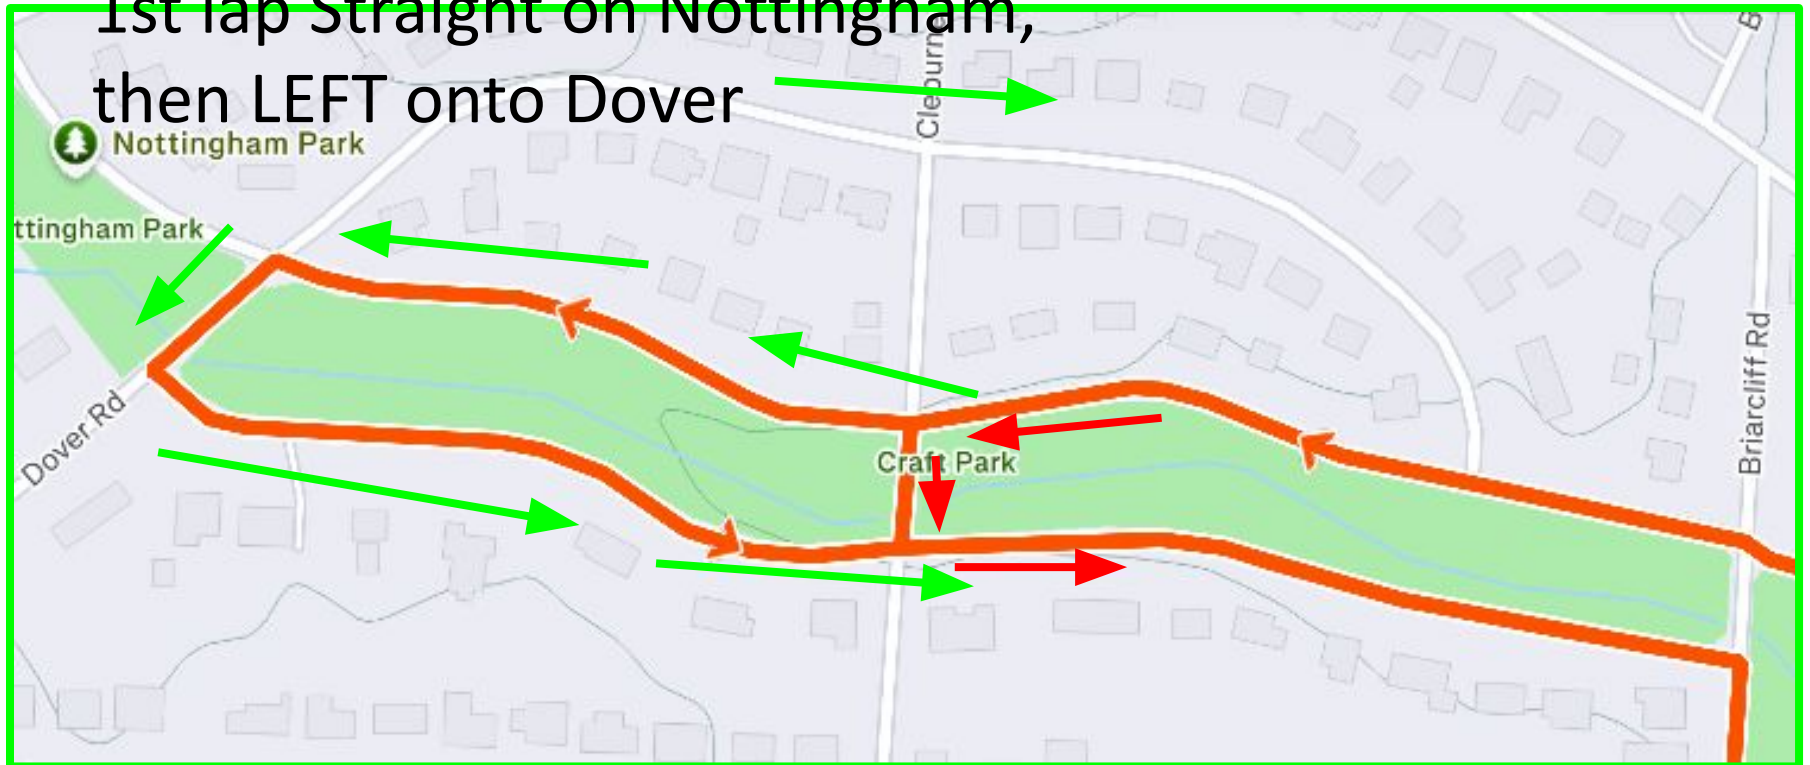 1st lap Straight on Nottingham,
then LEFT onto Dover
Nottingham Park
ttingham Park
Cleburne
Craft Park
Dover Rd
Briarcliff Rd
B